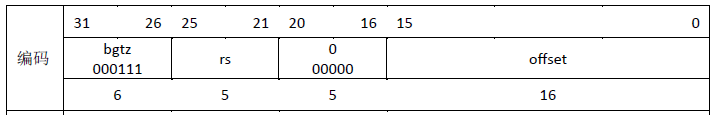 31 26 25 21 20 16 15 0
编码
bgtz 0
000111 rs 00000 offset
6 5 5 16